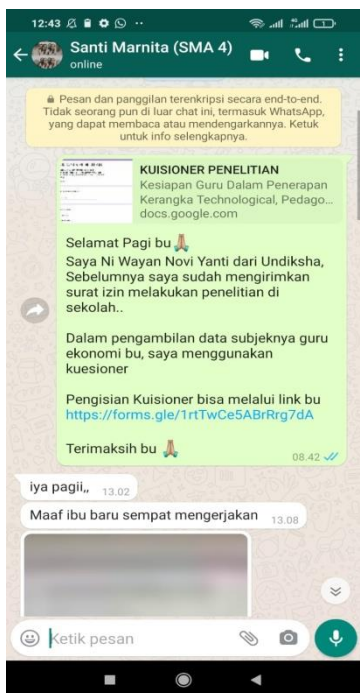 12:43
Santi Marnita (SMA 4)
online
Pesan dan panggilan terenkripsi secara end-to-end.
Tidak seorang pun di luar chat ini, termasuk WhatsApp,
yang dapat membaca atau mendengarkannya. Ketuk
untuk info selengkapnya.
KUISIONER PENELITIAN
Kesiapan Guru Dalam Penerapan
Kerangka Technological, Pedago...
docs.google.com
Selamat Pagi bu🙏
Saya Ni Wayan Novi Yanti dari Undiksha,
Sebelumnya saya sudah mengirimkan
surat izin melakukan penelitian di
sekolah..
Dalam pengambilan data subjeknya guru
ekonomi bu, saya menggunakan
kuesioner
Pengisian Kuisioner bisa melalui link bu
https://forms.gle/1rtTwCe5ABrRrg7dA
Terimaksih bu 🙏
08.42
iya pagii,, 13.02
Maaf ibu baru sempat mengerjakan 13.08
Ketik pesan